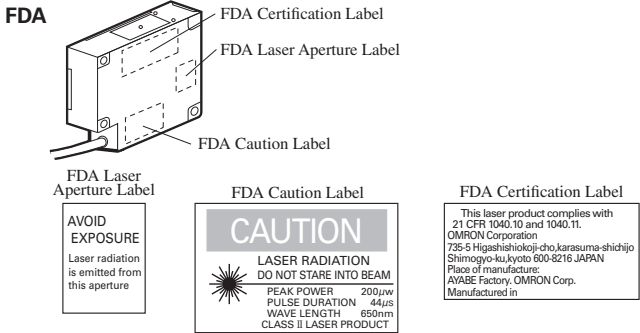 FDA
FDA Certification Label
FDA Laser Aperture Label
FDA Caution Label
FDA Laser
Aperture Label
AVOID
EXPOSURE
Laser radiation
is emitted from
this aperture
FDA Caution Label
CAUTION
LASER RADIATION
DO NOT STARE INTO BEAM
PEAK POWER 200μw
PULSE DURATION 44μs
WAVE LENGTH 650nm
CLASS II LASER PRODUCT
FDA Certification Label
This laser product complies with
21 CFR 1040.10 and 1040.11.
OMRON Corporation
735-5 Higashishiokoji-cho,karasuma-shichijo
Shimogyo-ku,kyoto 600-8216 JAPAN
Place of manufacture:
AYABE Factory. OMRON Corp.
Manufactured in